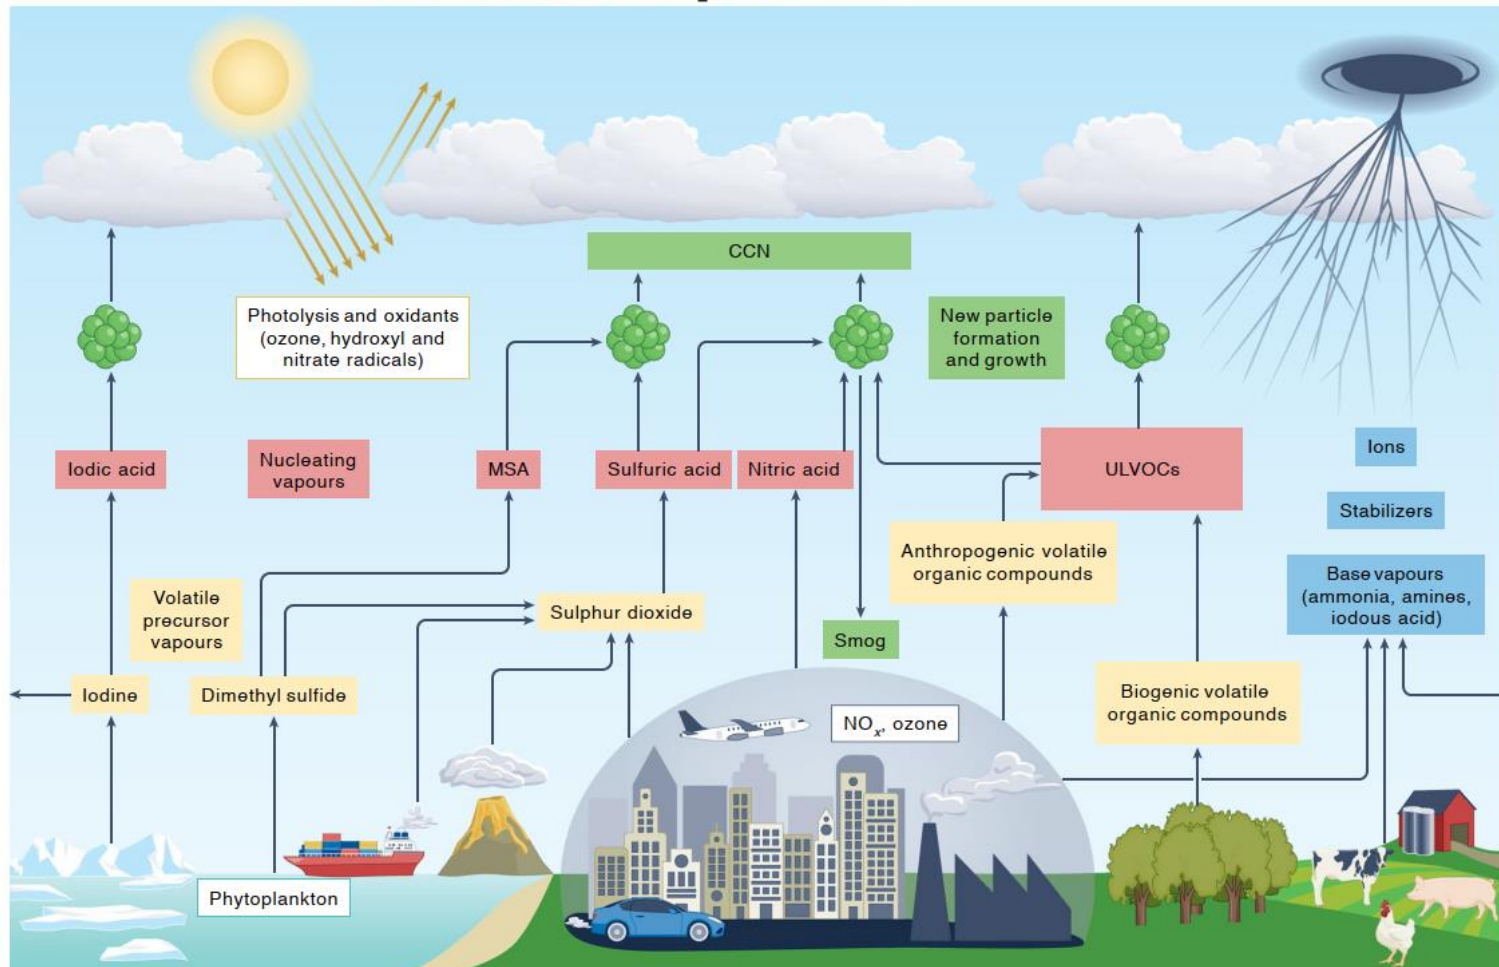 CCN
Photolysis and oxidants
(ozone, hydroxyl and
nitrate radicals)
New particle
formation
and growth
Iodic acid
Nucleating
vapours
MSA
Sulfuric acid
Nitric acid
ULVOCs
Ions
Stabilizers
Anthropogenic volatile
organic compounds
Base vapours
(ammonia, amines,
iodous acid)
Volatile
precursor
vapours
Sulphur dioxide
Smog
Iodine
Dimethyl sulfide
Biogenic volatile
organic compounds
NOx, ozone
Phytoplankton